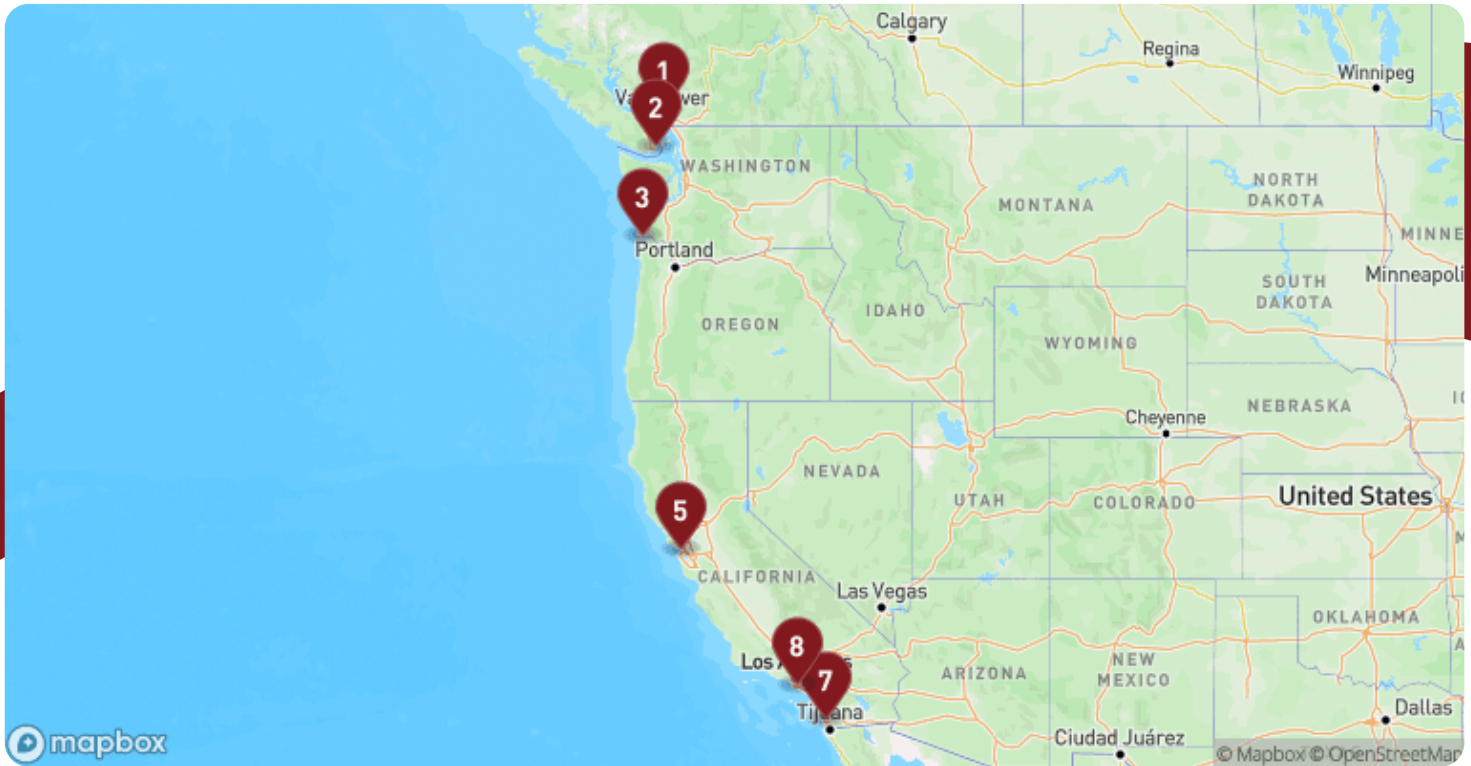 Calgary
Regina
Winnipeg
1
2
WASHINGTON
MONTANA
NORTH
DAKOTA
3
Portland
MINNE
Minneapoli
SOUTH
DAKOTA
IDAHO
OREGON
WYOMING
Cheyenne
NEBRASKA
NEVADA
UTAH
COLORADO
United States
5
CALIFORNIA
Las Vegas
OKLAHOMA
8
Los
7
ARIZONA
NEW
MEXICO
Dallas
Ciudad Juárez
mapbox
© Mapbox © OpenStreetMap